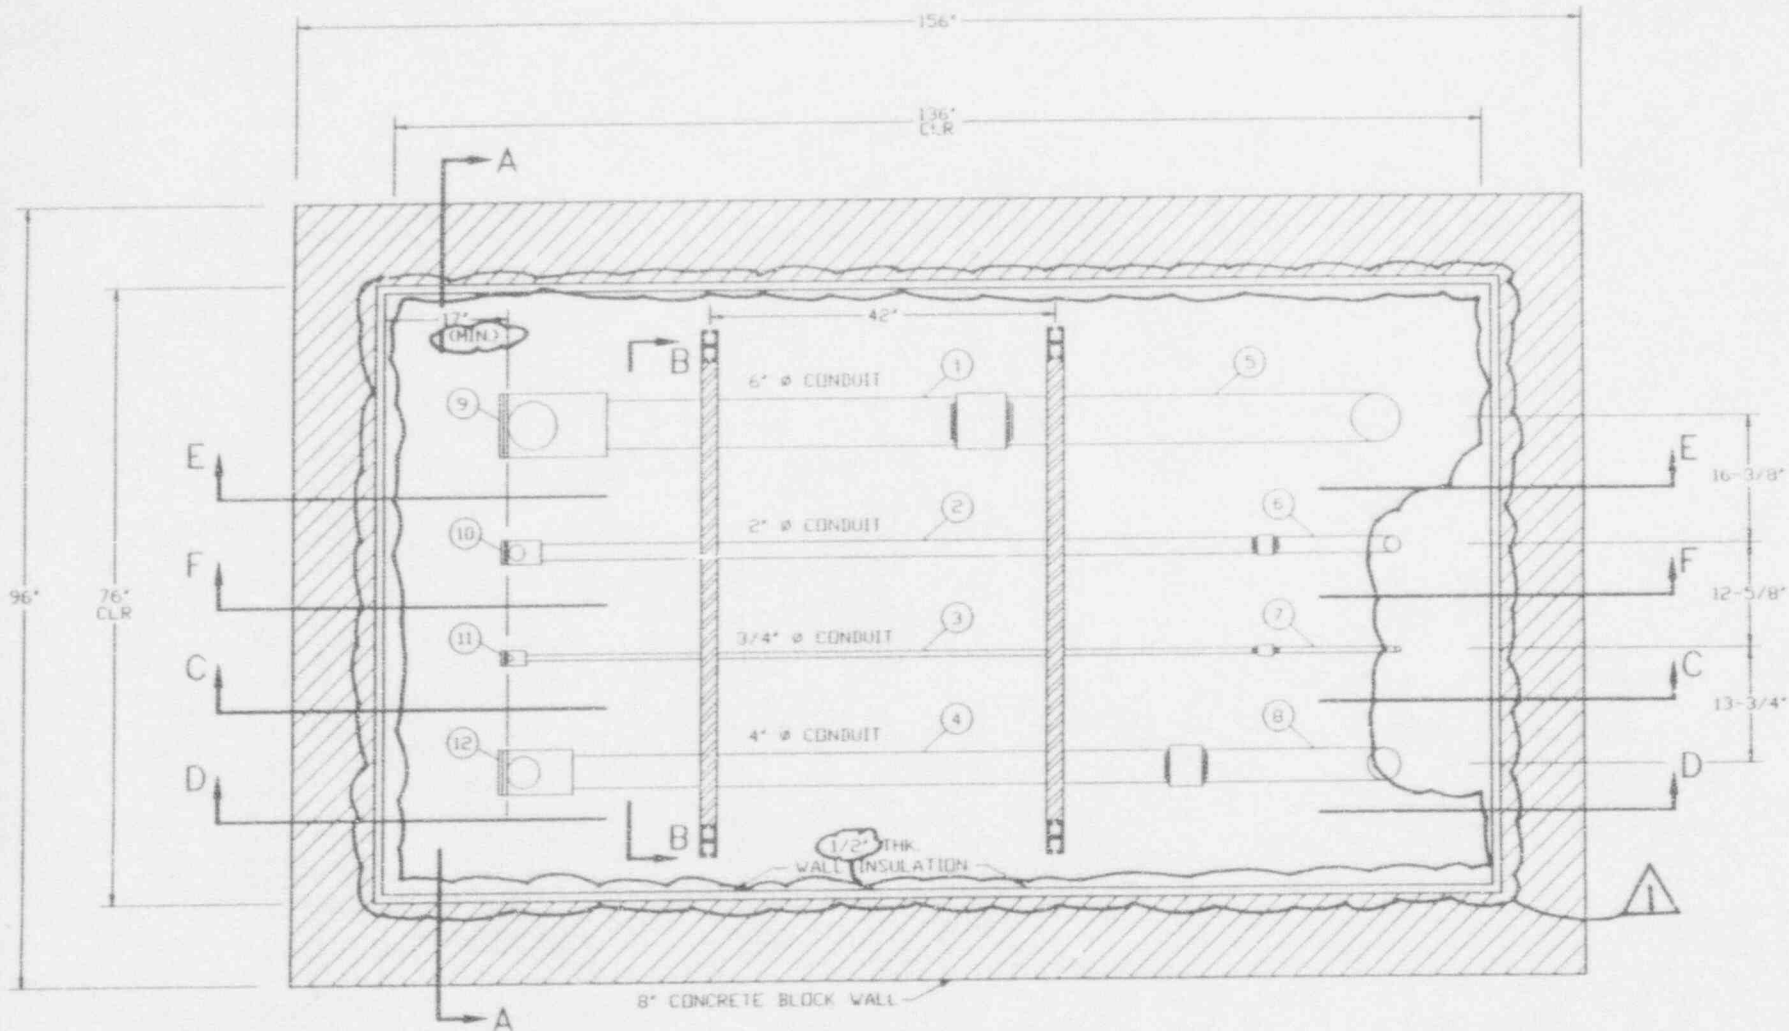 156"
136"
CLR
A
17"
(MIN.)
42"
B
6" ø CONDUIT
1
5
9
E
E
16-3/8"
2" ø CONDUIT
2
6
10
F
F
96"
76"
CLR
12-5/8"
3/4" ø CONDUIT
3
7
11
C
C
13-3/4"
4" ø CONDUIT
4
8
12
D
D
B
1/2" THK.
WALL INSULATION
1
8" CONCRETE BLOCK WALL
A